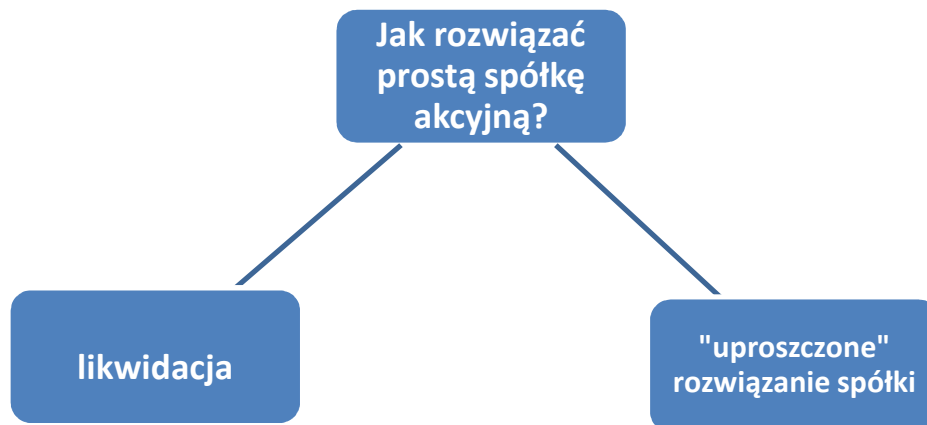 Jak rozwiązać
prostą spółkę
akcyjną?
likwidacja
"uproszczone"
rozwiązanie spółki